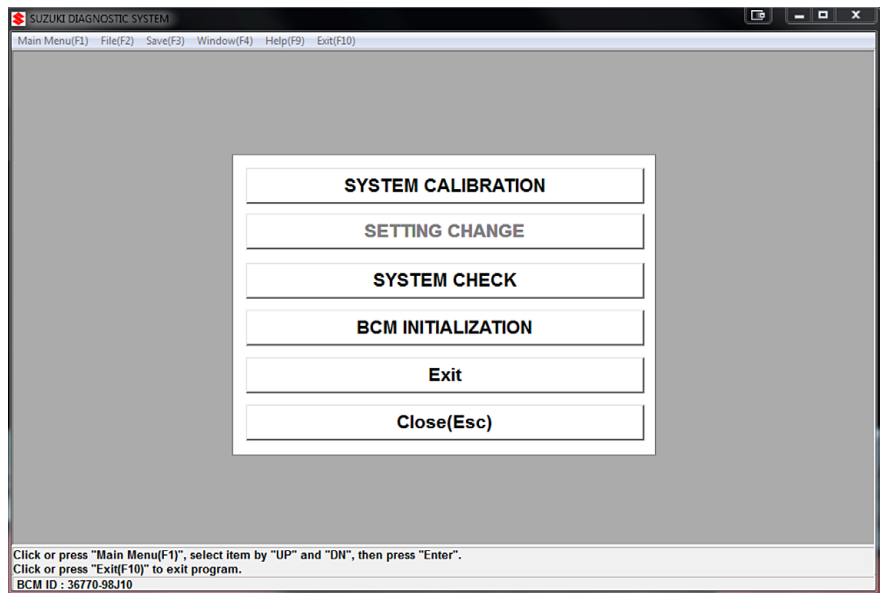 SUZUKI DIAGNOSTIC SYSTEM
Main Menu(F1) File(F2) Save(F3) Window(F4) Help(F9) Exit(F10)
SYSTEM CALIBRATION
SETTING CHANGE
SYSTEM CHECK
BCM INITIALIZATION
Exit
Close(Esc)
Click or press "Main Menu(F1)", select item by "UP" and "DN", then press "Enter".
Click or press "Exit(F10)" to exit program.
BCM ID : 36770-98J10